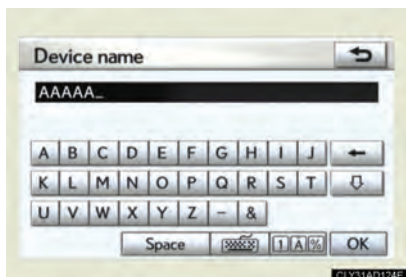 Device name
AAAAA_
A B C D E F G H I J
K L M N O P Q R S T
U V W X Y Z - &
Space 1 A % OK
CLY31AD124E